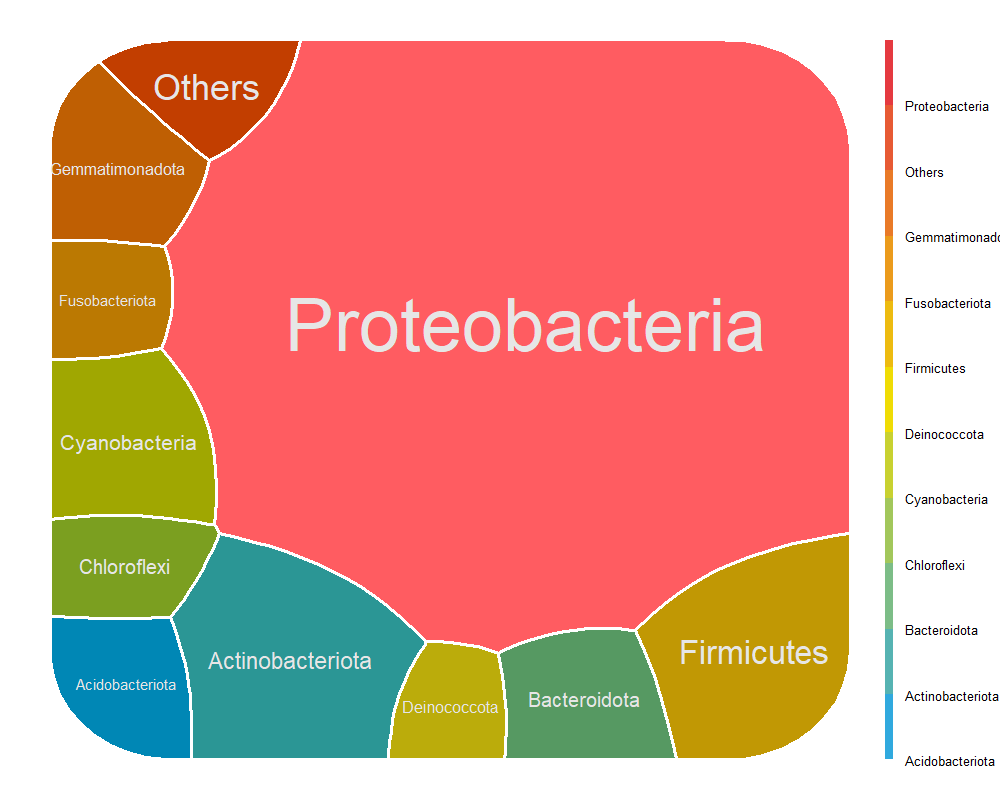 Others
Gemmatimonadota
Fusobacteriota
Proteobacteria
Cyanobacteria
Chloroflexi
Actinobacteriota
Firmicutes
Acidobacteriota
Bacteroidota
Deinococcota
Proteobacteria
Others
Gemmatimonado
Fusobacteriota
Firmicutes
Deinococcota
Cyanobacteria
Chloroflexi
Bacteroidota
Actinobacteriota
Acidobacteriota